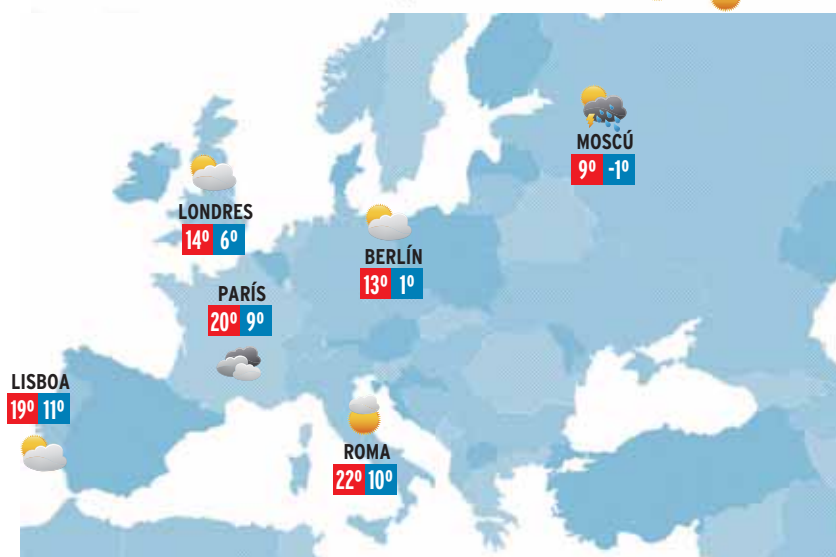 MOSCÚ
9º -1º
LONDRES
14º 6º
BERLÍN
13º 1º
PARÍS
20º 9º
LISBOA
19º 11º
ROMA
22º 10º